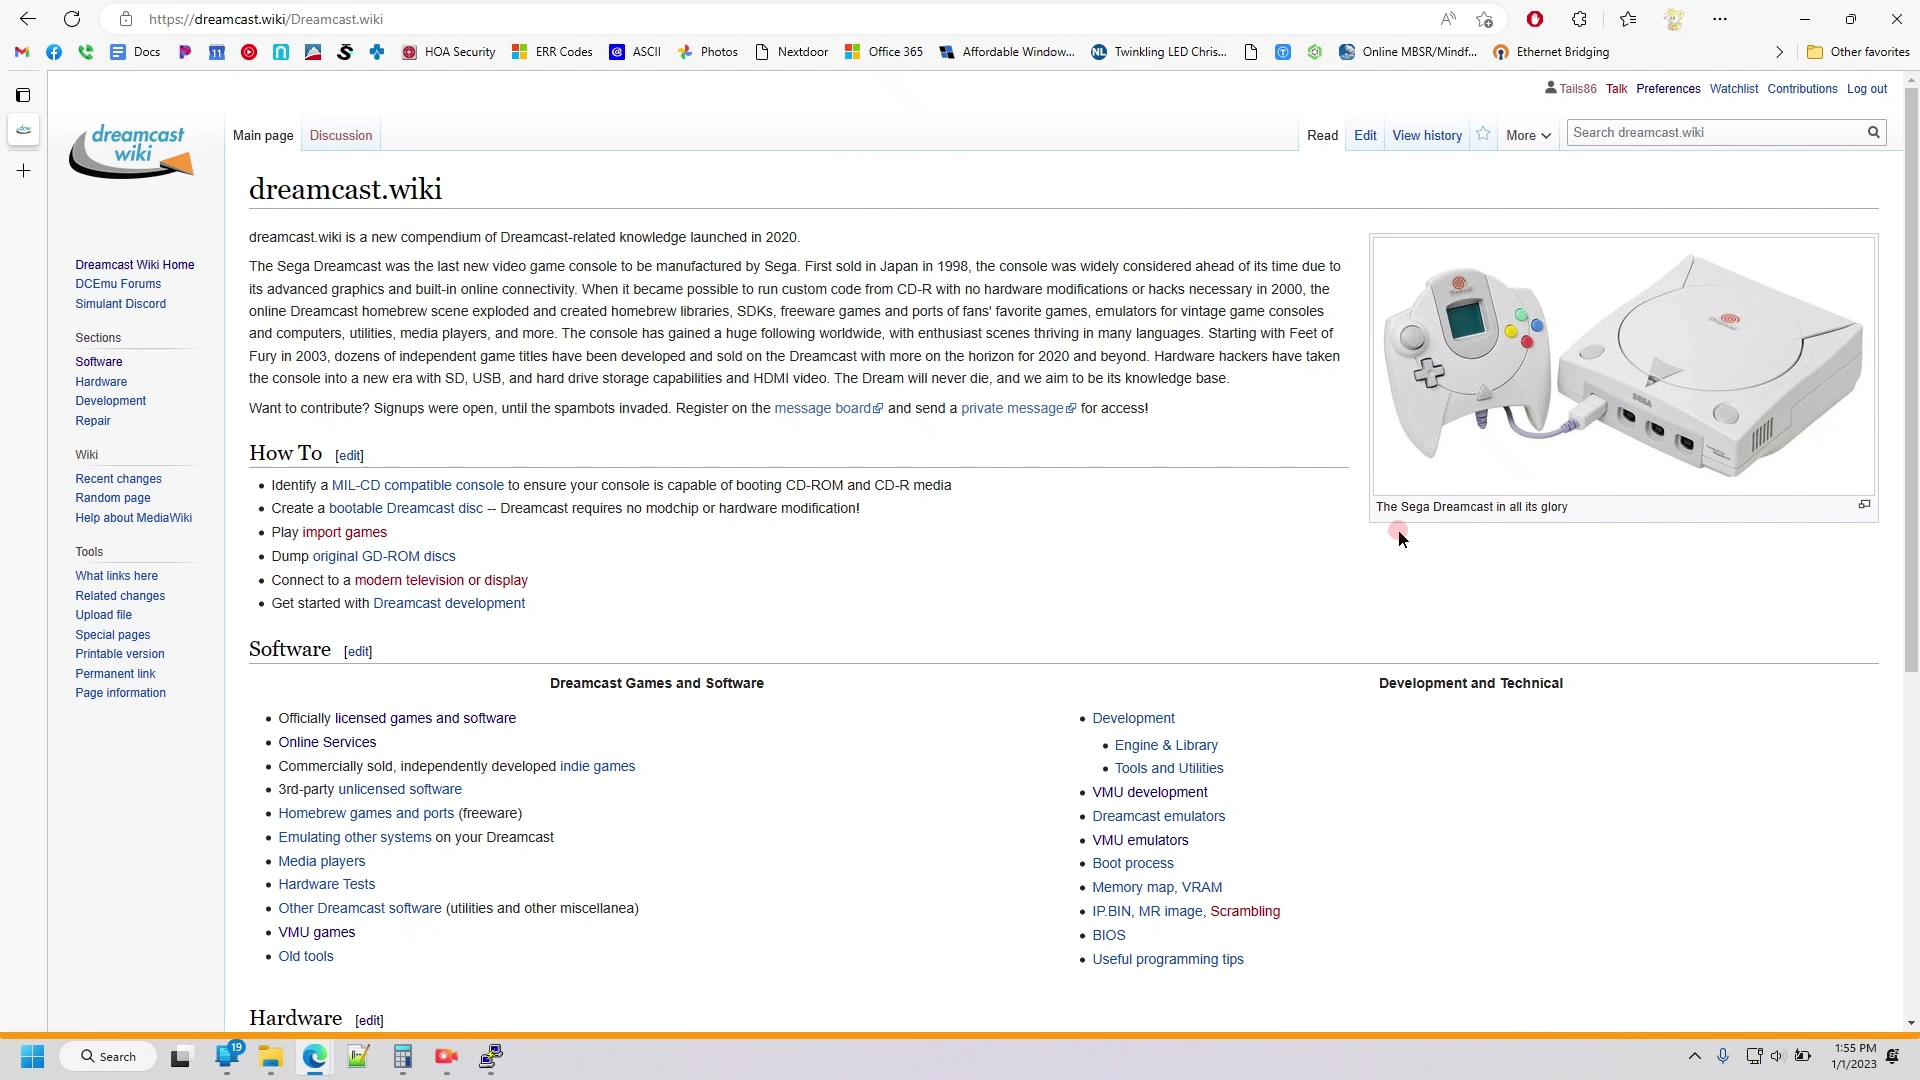 https://dreamcast.wiki/Dreamcast.wiki
Docs
11
HOA Security
ERR Codes
ASCII
Photos
Nextdoor
Office 365
Affordable Window...
Twinkling LED Chris...
Online MBSR/Mindf...
Ethernet Bridging
Other favorites
Tails86 Talk Preferences Watchlist Contributions Log out
dreamcast
wiki
Main page Discussion
Read Edit View history More Search dreamcast.wiki
dreamcast.wiki
dreamcast.wiki is a new compendium of Dreamcast-related knowledge launched in 2020.
The Sega Dreamcast was the last new video game console to be manufactured by Sega. First sold in Japan in 1998, the console was widely considered ahead of its time due to
its advanced graphics and built-in online connectivity. When it became possible to run custom code from CD-R with no hardware modifications or hacks necessary in 2000, the
online Dreamcast homebrew scene exploded and created homebrew libraries, SDKs, freeware games and ports of fans' favorite games, emulators for vintage game consoles
and computers, utilities, media players, and more. The console has gained a huge following worldwide, with enthusiast scenes thriving in many languages. Starting with Feet of
Fury in 2003, dozens of independent game titles have been developed and sold on the Dreamcast with more on the horizon for 2020 and beyond. Hardware hackers have taken
the console into a new era with SD, USB, and hard drive storage capabilities and HDMI video. The Dream will never die, and we aim to be its knowledge base.
Want to contribute? Signups were open, until the spambots invaded. Register on the message board and send a private message for access!
SEGA
The Sega Dreamcast in all its glory
Dreamcast Wiki Home
DCEmu Forums
Simulant Discord
Sections
Software
Hardware
Development
Repair
Wiki
Recent changes
Random page
Help about MediaWiki
Tools
What links here
Related changes
Upload file
Special pages
Printable version
Permanent link
Page information
How To [edit]
Identify a MIL-CD compatible console to ensure your console is capable of booting CD-ROM and CD-R media
Create a bootable Dreamcast disc -- Dreamcast requires no modchip or hardware modification!
Play import games
Dump original GD-ROM discs
Connect to a modern television or display
Get started with Dreamcast development
Software [edit]
Dreamcast Games and Software
Officially licensed games and software
Online Services
Commercially sold, independently developed indie games
3rd-party unlicensed software
Homebrew games and ports (freeware)
Emulating other systems on your Dreamcast
Media players
Hardware Tests
Other Dreamcast software (utilities and other miscellanea)
VMU games
Old tools
Development and Technical
Development
Engine & Library
Tools and Utilities
VMU development
Dreamcast emulators
VMU emulators
Boot process
Memory map, VRAM
IP.BIN, MR image, Scrambling
BIOS
Useful programming tips
Hardware [edit]
Search
19
1:55 PM
1/1/2023